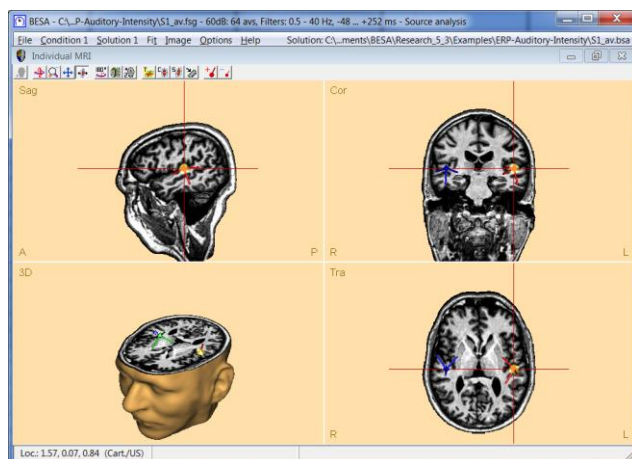 BESA - C:\...P-Auditory-Intensity\S1_av.fsg - 60dB: 64 avs, Filters: 0.5 - 40 Hz, -48 ... +252 ms - Source analysis
File Condition 1 Solution 1 Fit Image Options Help Solution: C:\...ments\BESA\Research_5_3\Examples\ERP-Auditory-Intensity\S1_av.bsa
Individual MRI
Sag
Cor
A
P
R
L
3D
Tra
R
L
Loc.: 1.57, 0.07, 0.84 (Cart./US)